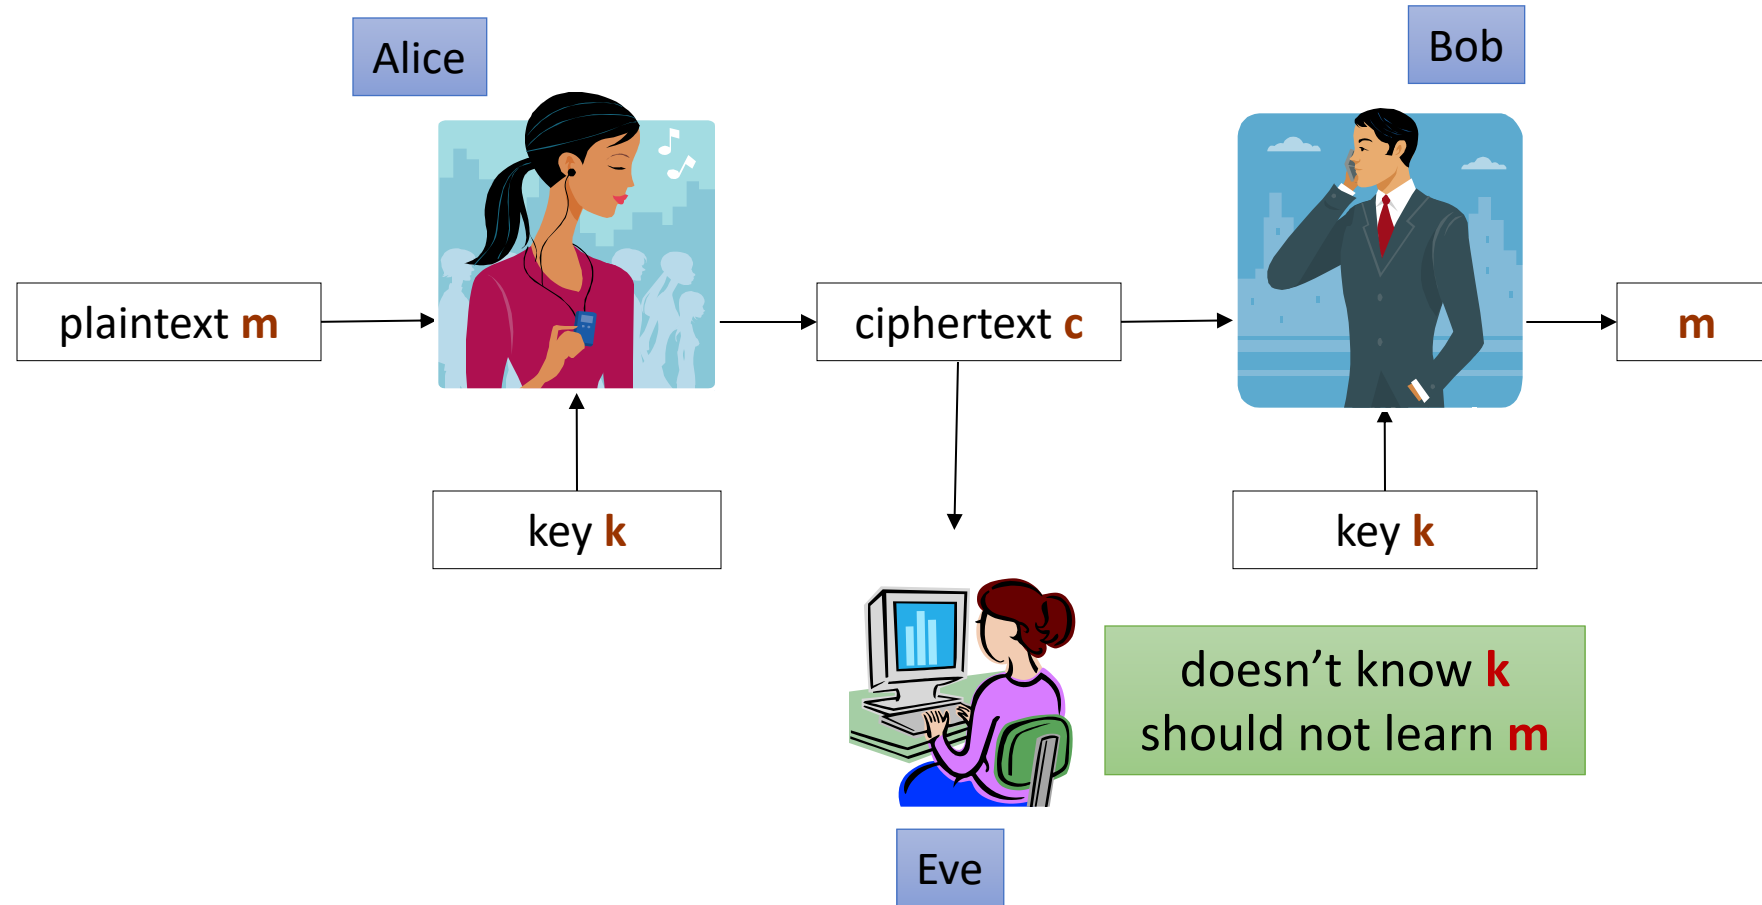 Alice
Bob
plaintext m
ciphertext c
m
key k
key k
doesn’t know k
should not learn m
Eve